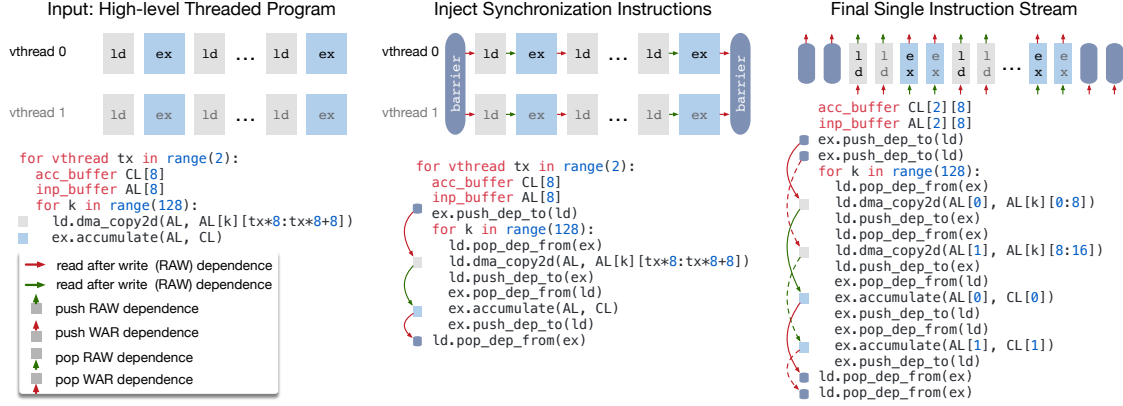 Input: High-level Threaded Program
vthread 0
ld ex ld ld ... ex
vthread 1
ld ex ld ld ... ex
for vthread tx in range(2):
acc_buffer CL[8]
inp_buffer AL[8]
for k in range(128):
ld.dma_copy2d(AL, AL[k][tx*8:tx*8+8])
ex.accumulate(AL, CL)
read after write (RAW) dependence
read after write (RAW) dependence
push RAW dependence
push WAR dependence
pop RAW dependence
pop WAR dependence
Inject Synchronization Instructions
vthread 0
barrier
ld ex ld ... ld ex
barrier
vthread 1
ld ex ld ... ld ex
for vthread tx in range(2):
acc_buffer CL[8]
inp_buffer AL[8]
ex.push_dep_to(ld)
for k in range(128):
ld.pop_dep_from(ex)
ld.dma_copy2d(AL, AL[k][tx*8:tx*8+8])
ld.push_dep_to(ex)
ex.pop_dep_from(ld)
ex.accumulate(AL, CL)
ex.push_dep_to(ld)
ld.pop_dep_from(ex)
Final Single Instruction Stream
ld ld ex ex ld ld ... ex ex
acc_buffer CL[2][8]
inp_buffer AL[2][8]
ex.push_dep_to(ld)
ex.push_dep_to(ld)
for k in range(128):
ld.pop_dep_from(ex)
ld.dma_copy2d(AL[0], AL[k][0:8])
ld.push_dep_to(ex)
ld.pop_dep_from(ex)
ld.dma_copy2d(AL[1], AL[k][8:16])
ld.push_dep_to(ex)
ex.pop_dep_from(ld)
ex.accumulate(AL[0], CL[0])
ex.push_dep_to(ld)
ex.pop_dep_from(ld)
ex.accumulate(AL[1], CL[1])
ex.push_dep_to(ld)
ld.pop_dep_from(ex)
ld.pop_dep_from(ex)